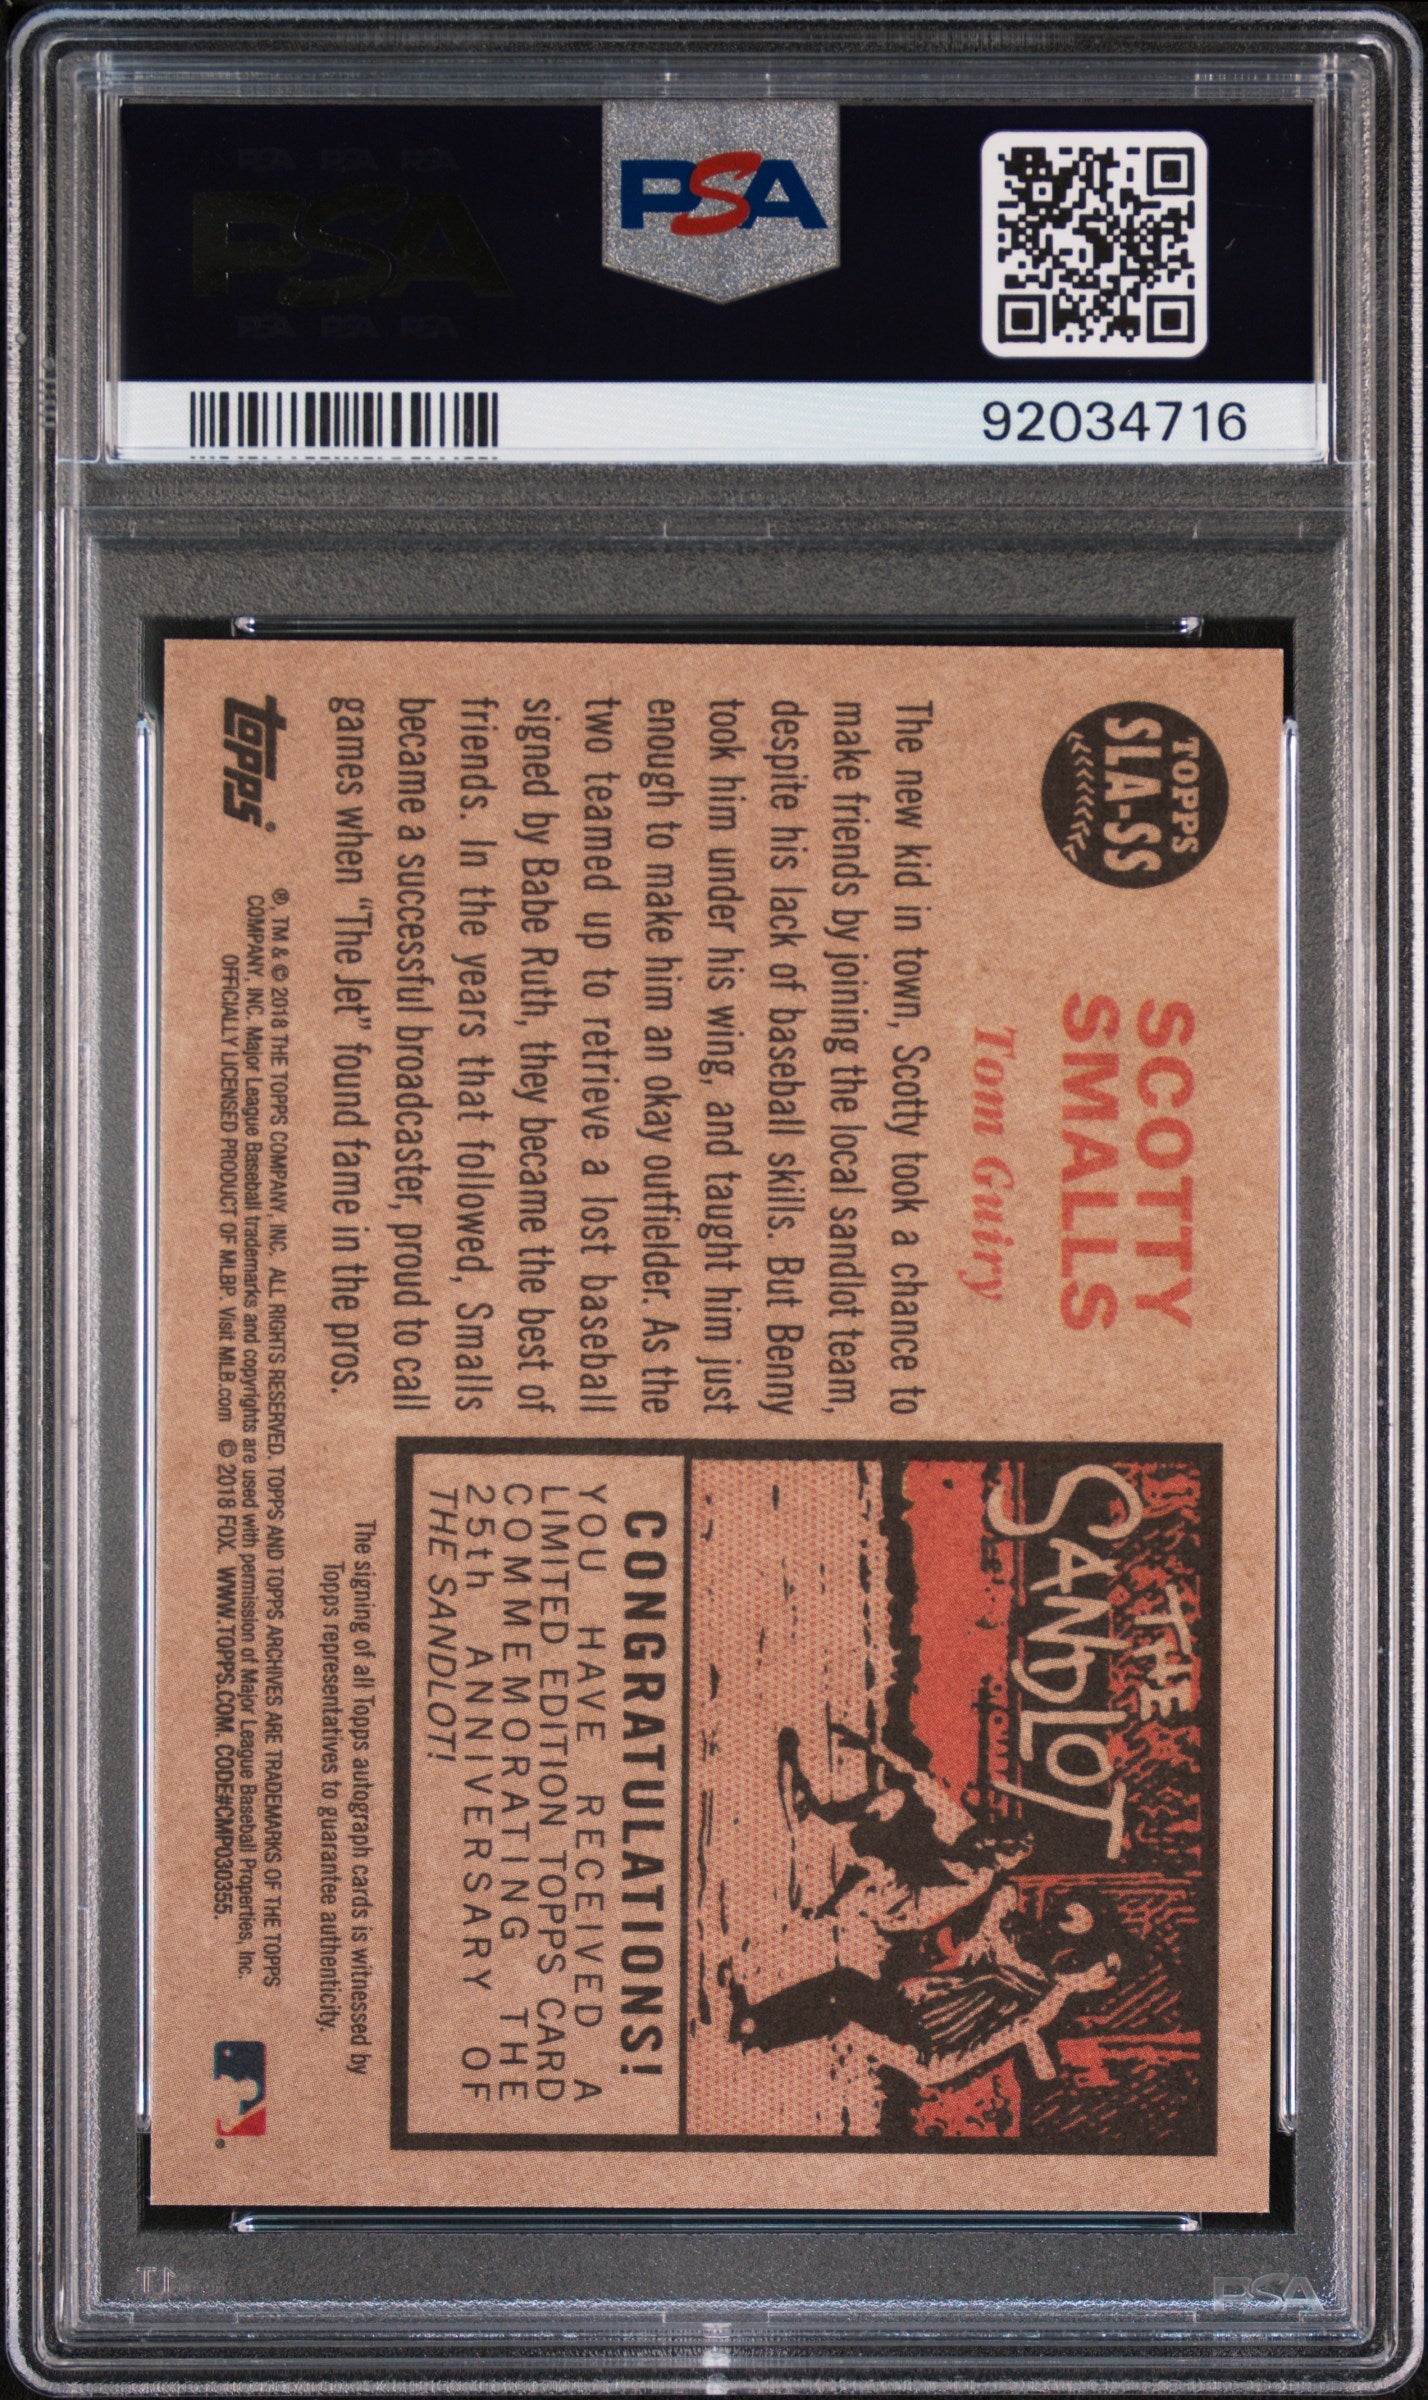 PSA PSA PSA
PSA
PSA PSA PSA
PSA
92034716
TOPPS
SLA-SS
SCOTTY
SMALLS
Tom Guiry
The new kid in town, Scotty took a chance to
make friends by joining the local sandlot team,
despite his lack of baseball skills. But Benny
took him under his wing, and taught him just
enough to make him an okay outfielder. As the
two teamed up to retrieve a lost baseball
signed by Babe Ruth, they became the best of
friends. In the years that followed, Smalls
became a successful broadcaster, proud to call
games when “The Jet” found fame in the pros.
THE
SANDLOT
CONGRATULATIONS!
YOU HAVE RECEIVED A
LIMITED EDITION TOPPS CARD
COMMEMORATING THE
25th ANNIVERSARY OF
THE SANDLOT!
The signing of all Topps autograph cards is witnessed by
Topps representatives to guarantee authenticity.
topps®
®, TM & © 2018 THE TOPPS COMPANY, INC. ALL RIGHTS RESERVED. TOPPS AND TOPPS ARCHIVES ARE TRADEMARKS OF THE TOPPS
COMPANY, INC. Major League Baseball trademarks and copyrights are used with permission of Major League Baseball Properties, Inc.
OFFICIALLY LICENSED PRODUCT OF MLBP. Visit MLB.com © 2018 FOX. WWW.TOPPS.COM. CODE#CMP030355.
PSA